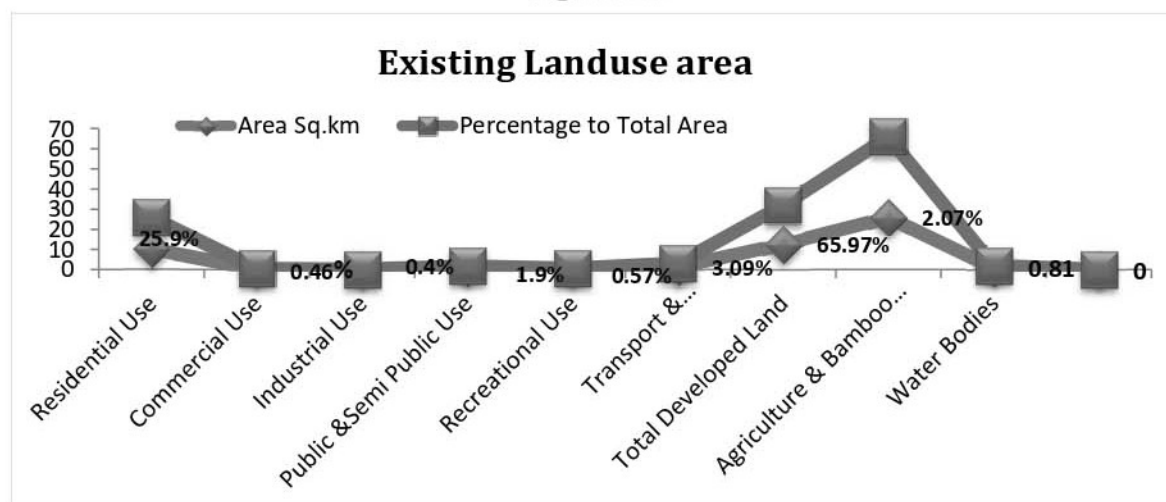 Existing Landuse area
Area Sq.km
Percentage to Total Area
70
60
50
40
30
20
10
0
25.9%
0.46%
0.4%
1.9%
0.57%
3.09%
65.97%
2.07%
0.81
0
Residential Use
Commercial Use
Industrial Use
Public &Semi Public Use
Recreational Use
Transport &...
Total Developed Land
Agriculture & Bamboo...
Water Bodies